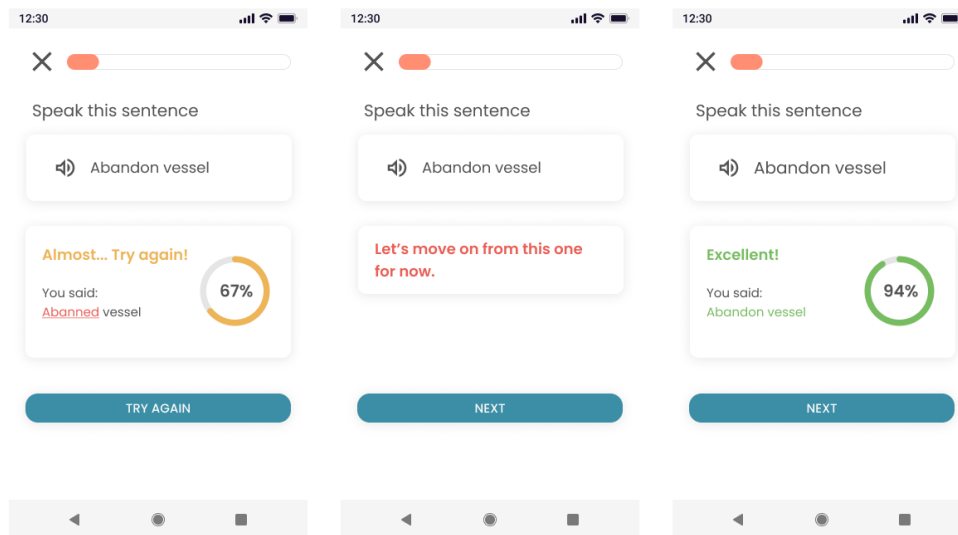 12:30
Speak this sentence
Abandon vessel
Almost... Try again!
You said:
Abanned vessel
67%
TRY AGAIN
12:30
Speak this sentence
Abandon vessel
Let's move on from this one
for now.
NEXT
12:30
Speak this sentence
Abandon vessel
Excellent!
You said:
Abandon vessel
94%
NEXT